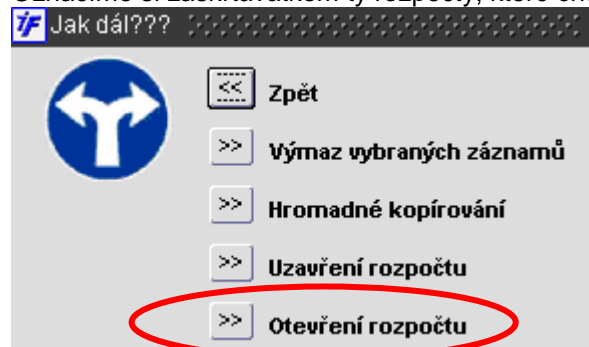 Jak dál???
<< Zpět
>> Výmaz vybraných záznamů
>> Hromadné kopírování
>> Uzavření rozpočtu
>> Otevření rozpočtu